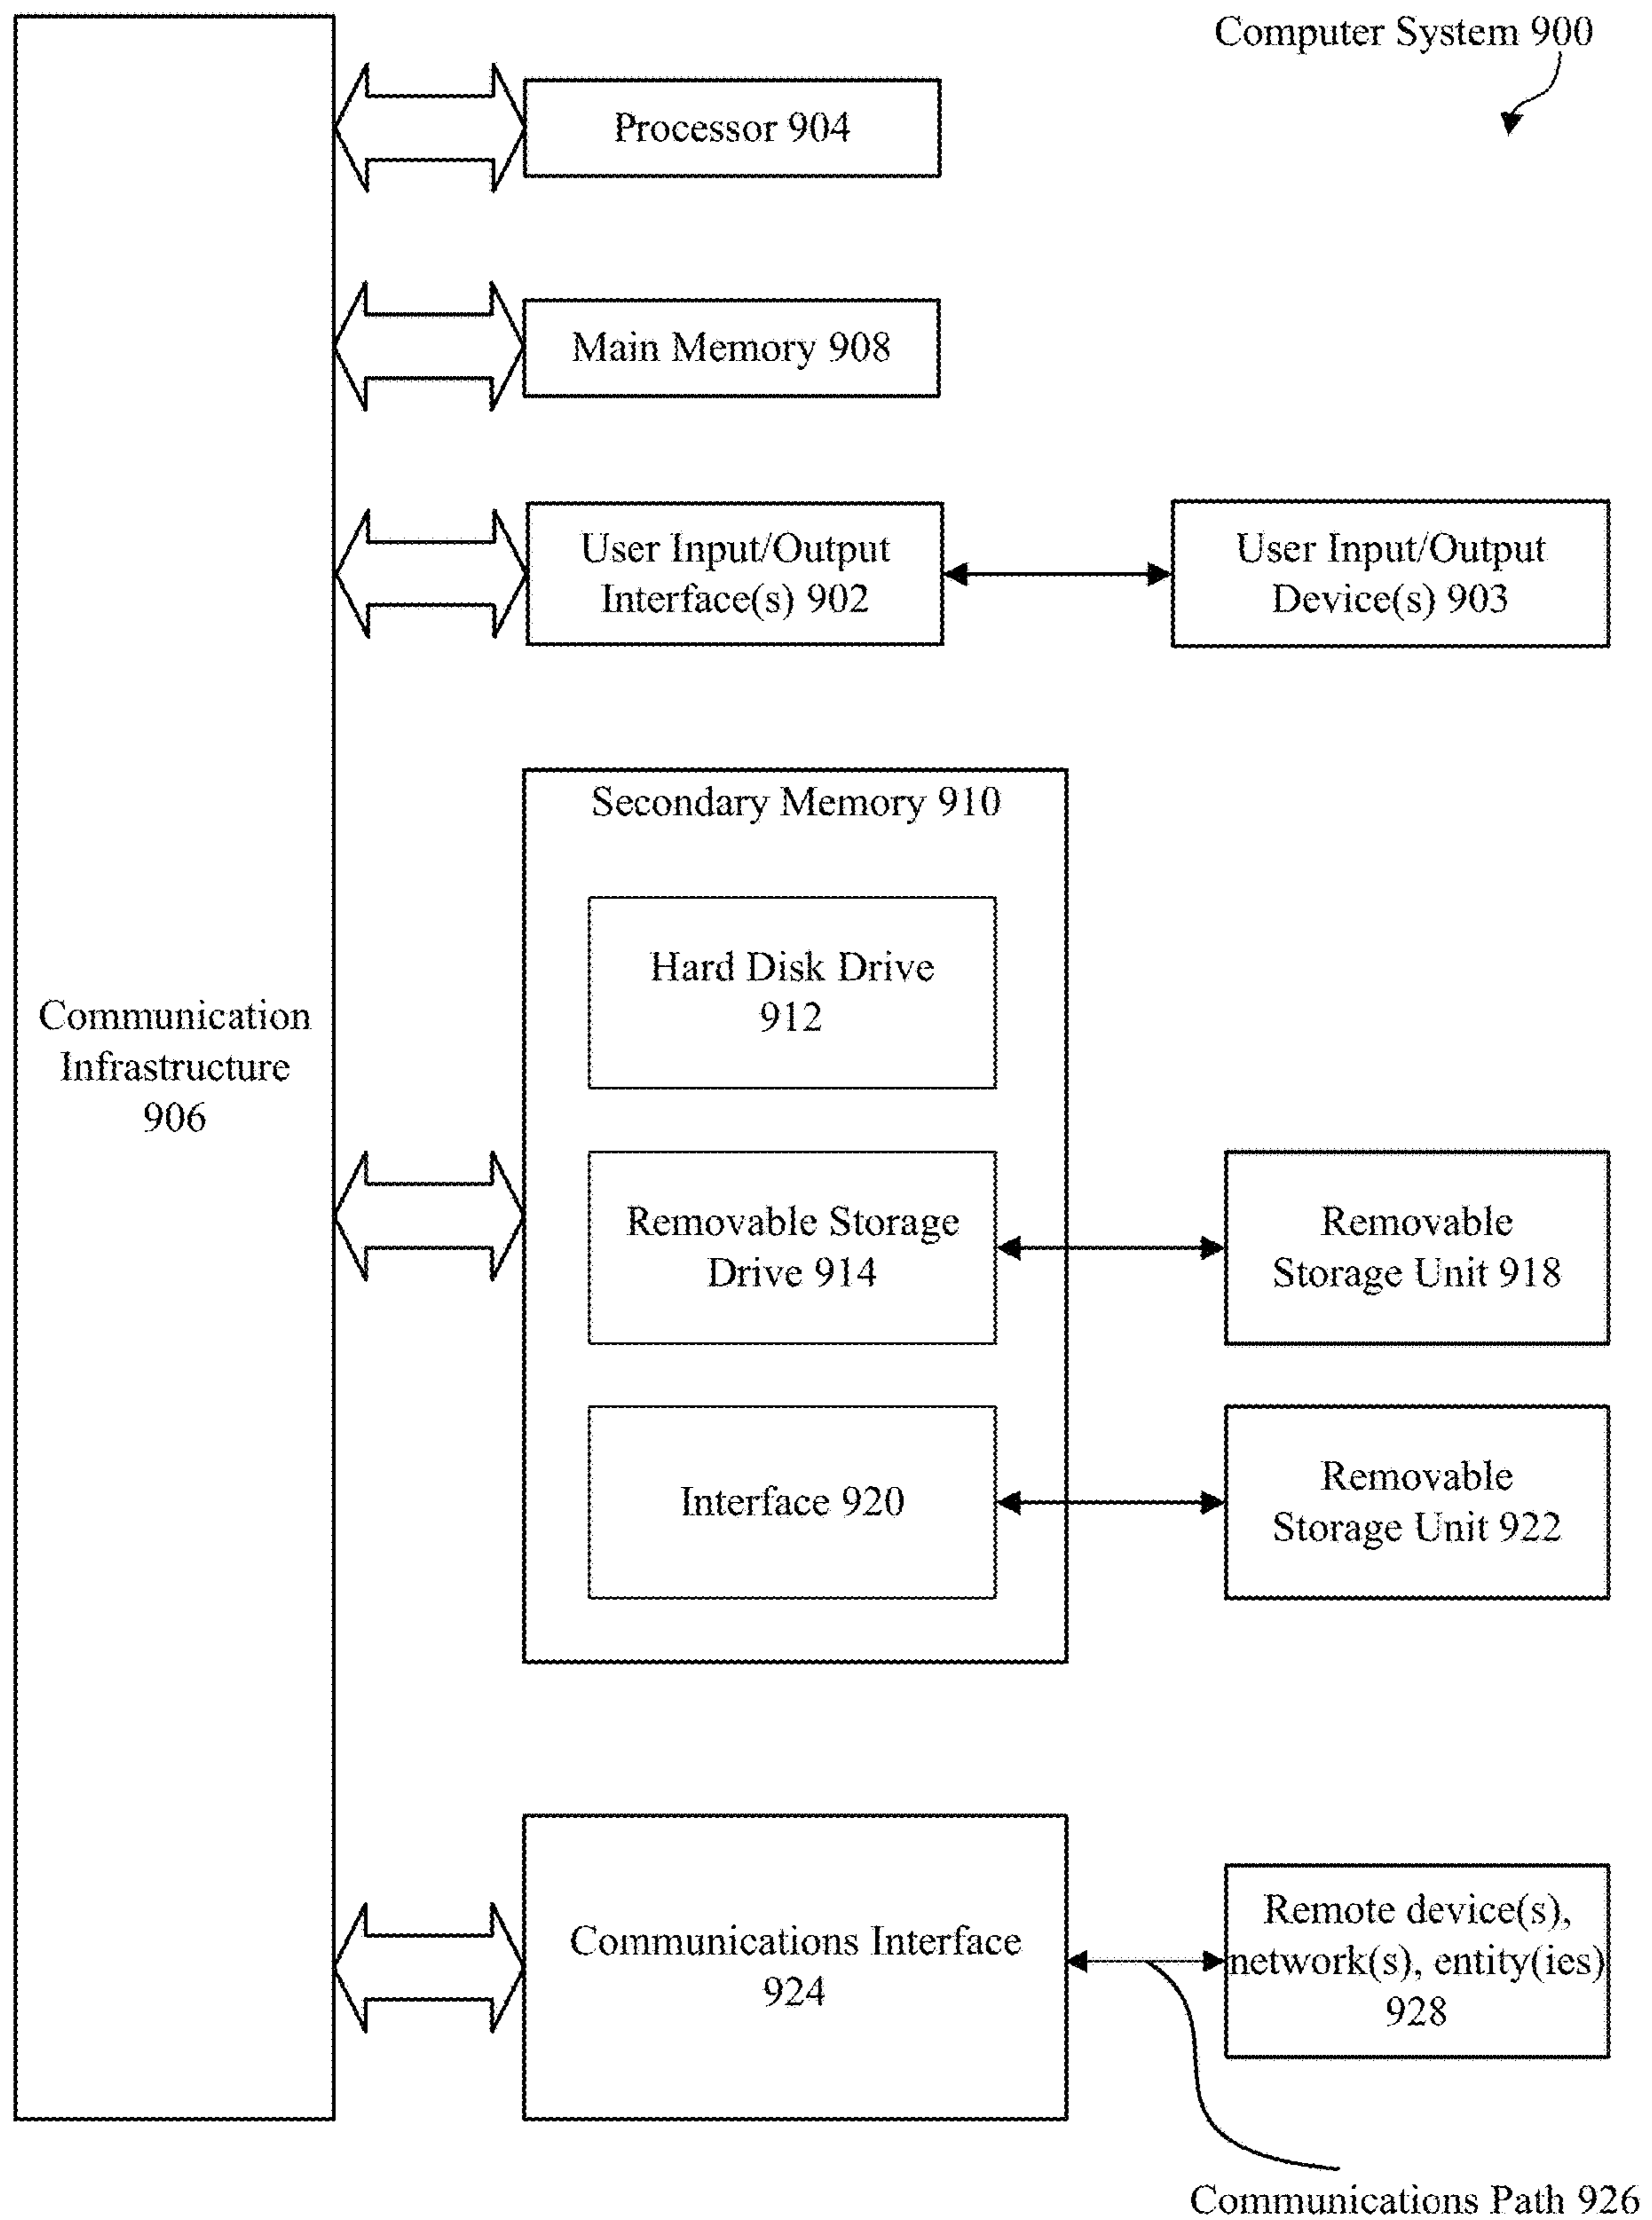 Computer System 900
Processor 904
Main Memory 908
User Input/Output
Interface(s) 902
User Input/Output
Device(s) 903
Secondary Memory 910
Hard Disk Drive
912
Communication
Infrastructure
906
Removable Storage
Drive 914
Removable
Storage Unit 918
Interface 920
Removable
Storage Unit 922
Communications Interface
924
Remote device(s),
network(s), entity(ies)
928
Communications Path 926